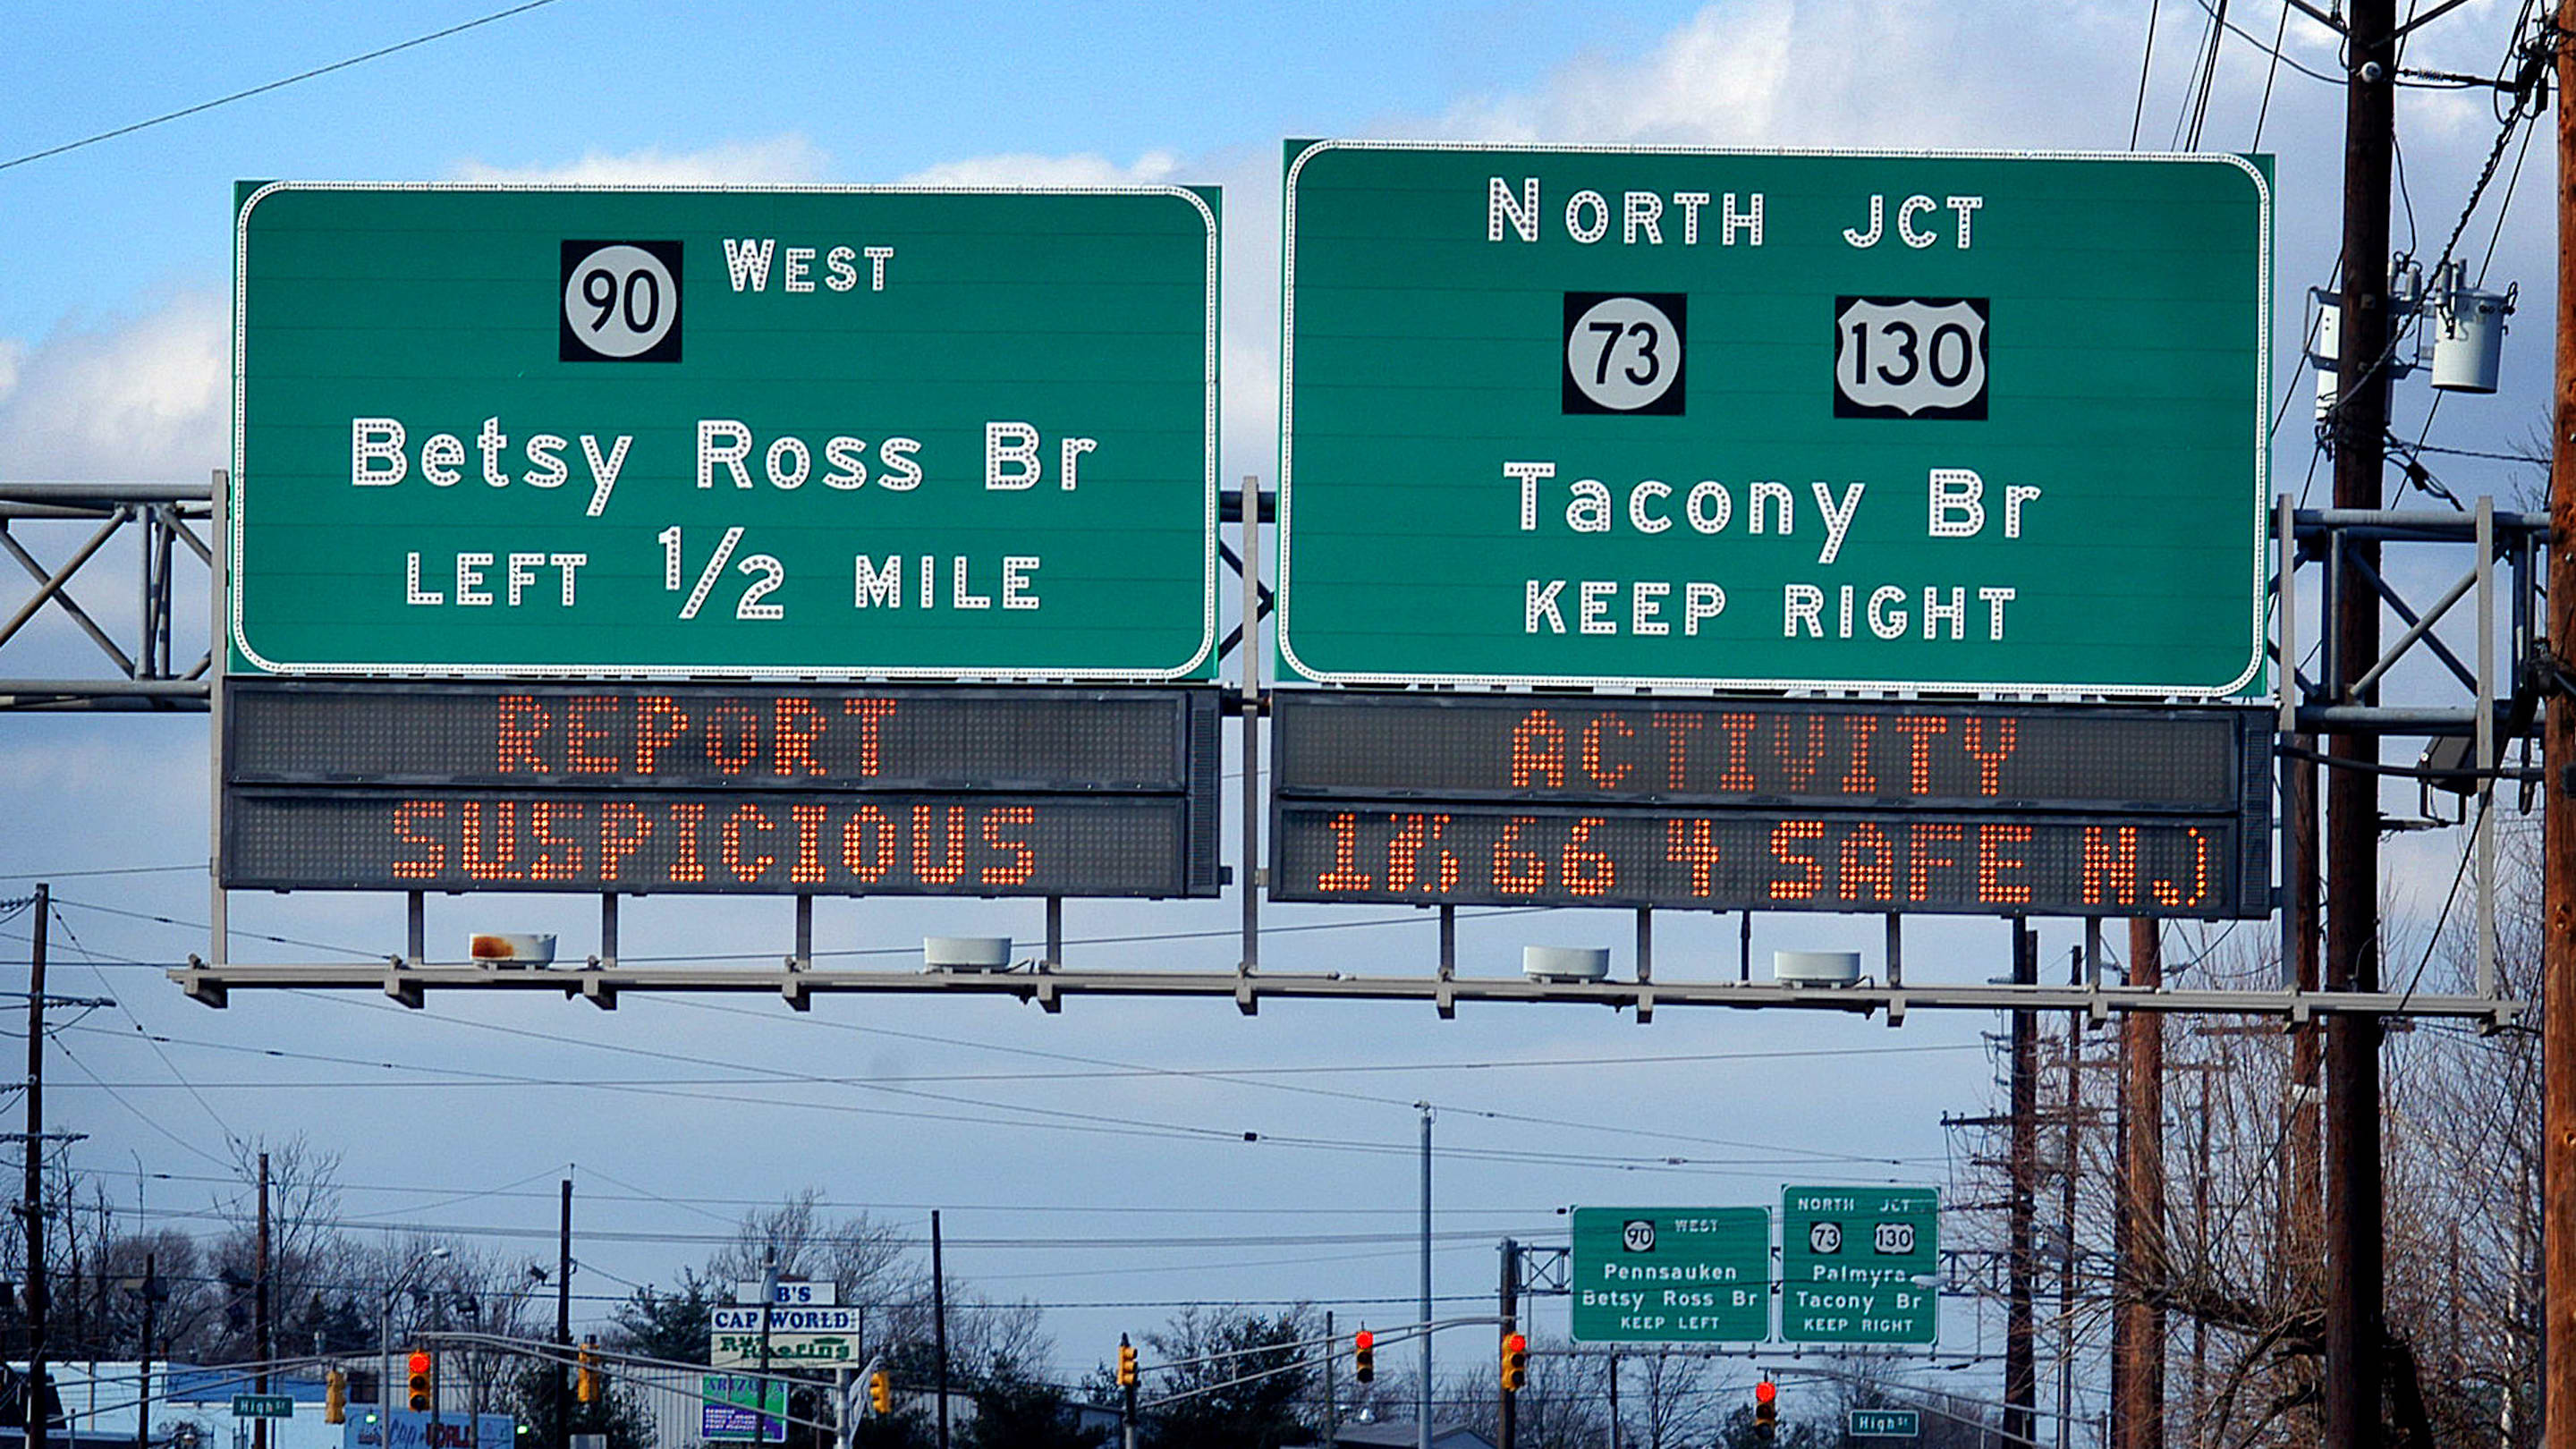 90 WEST
Betsy Ross Br
LEFT 1/2 MILE
NORTH JCT
73 130
Tacony Br
KEEP RIGHT
REPORT
SUSPICIOUS
ACTIVITY
66 4 SAFE NJ
90 WEST
Pennsauken
Betsy Ross Br
KEEP LEFT
NORTH JCT
73 130
Palmyra
Tacony Br
KEEP RIGHT
B'S
CAP WORLD
High St
High St